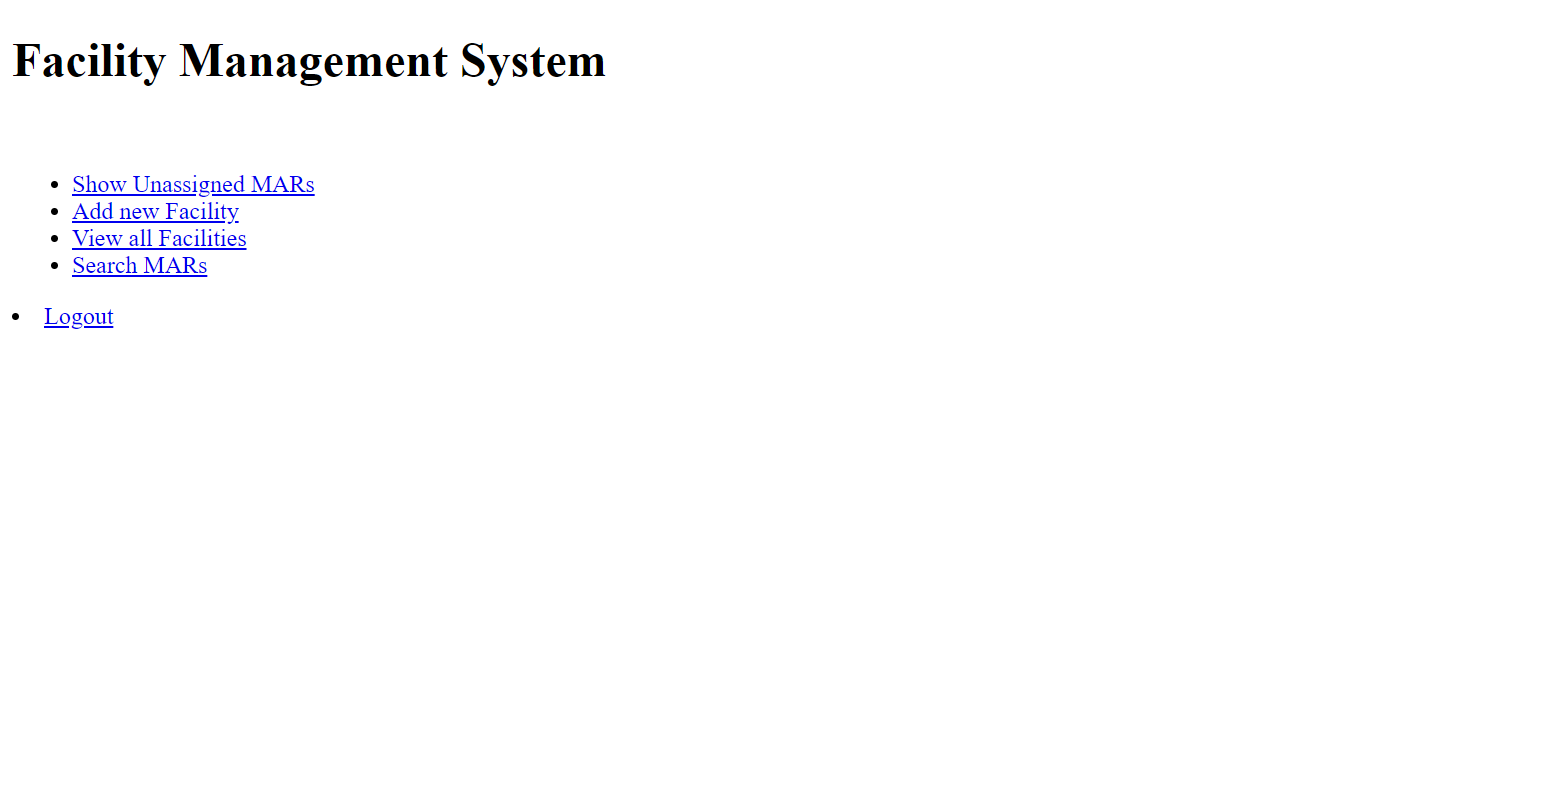 Facility Management System
Show Unassigned MARs
Add new Facility
View all Facilities
Search MARs
Logout